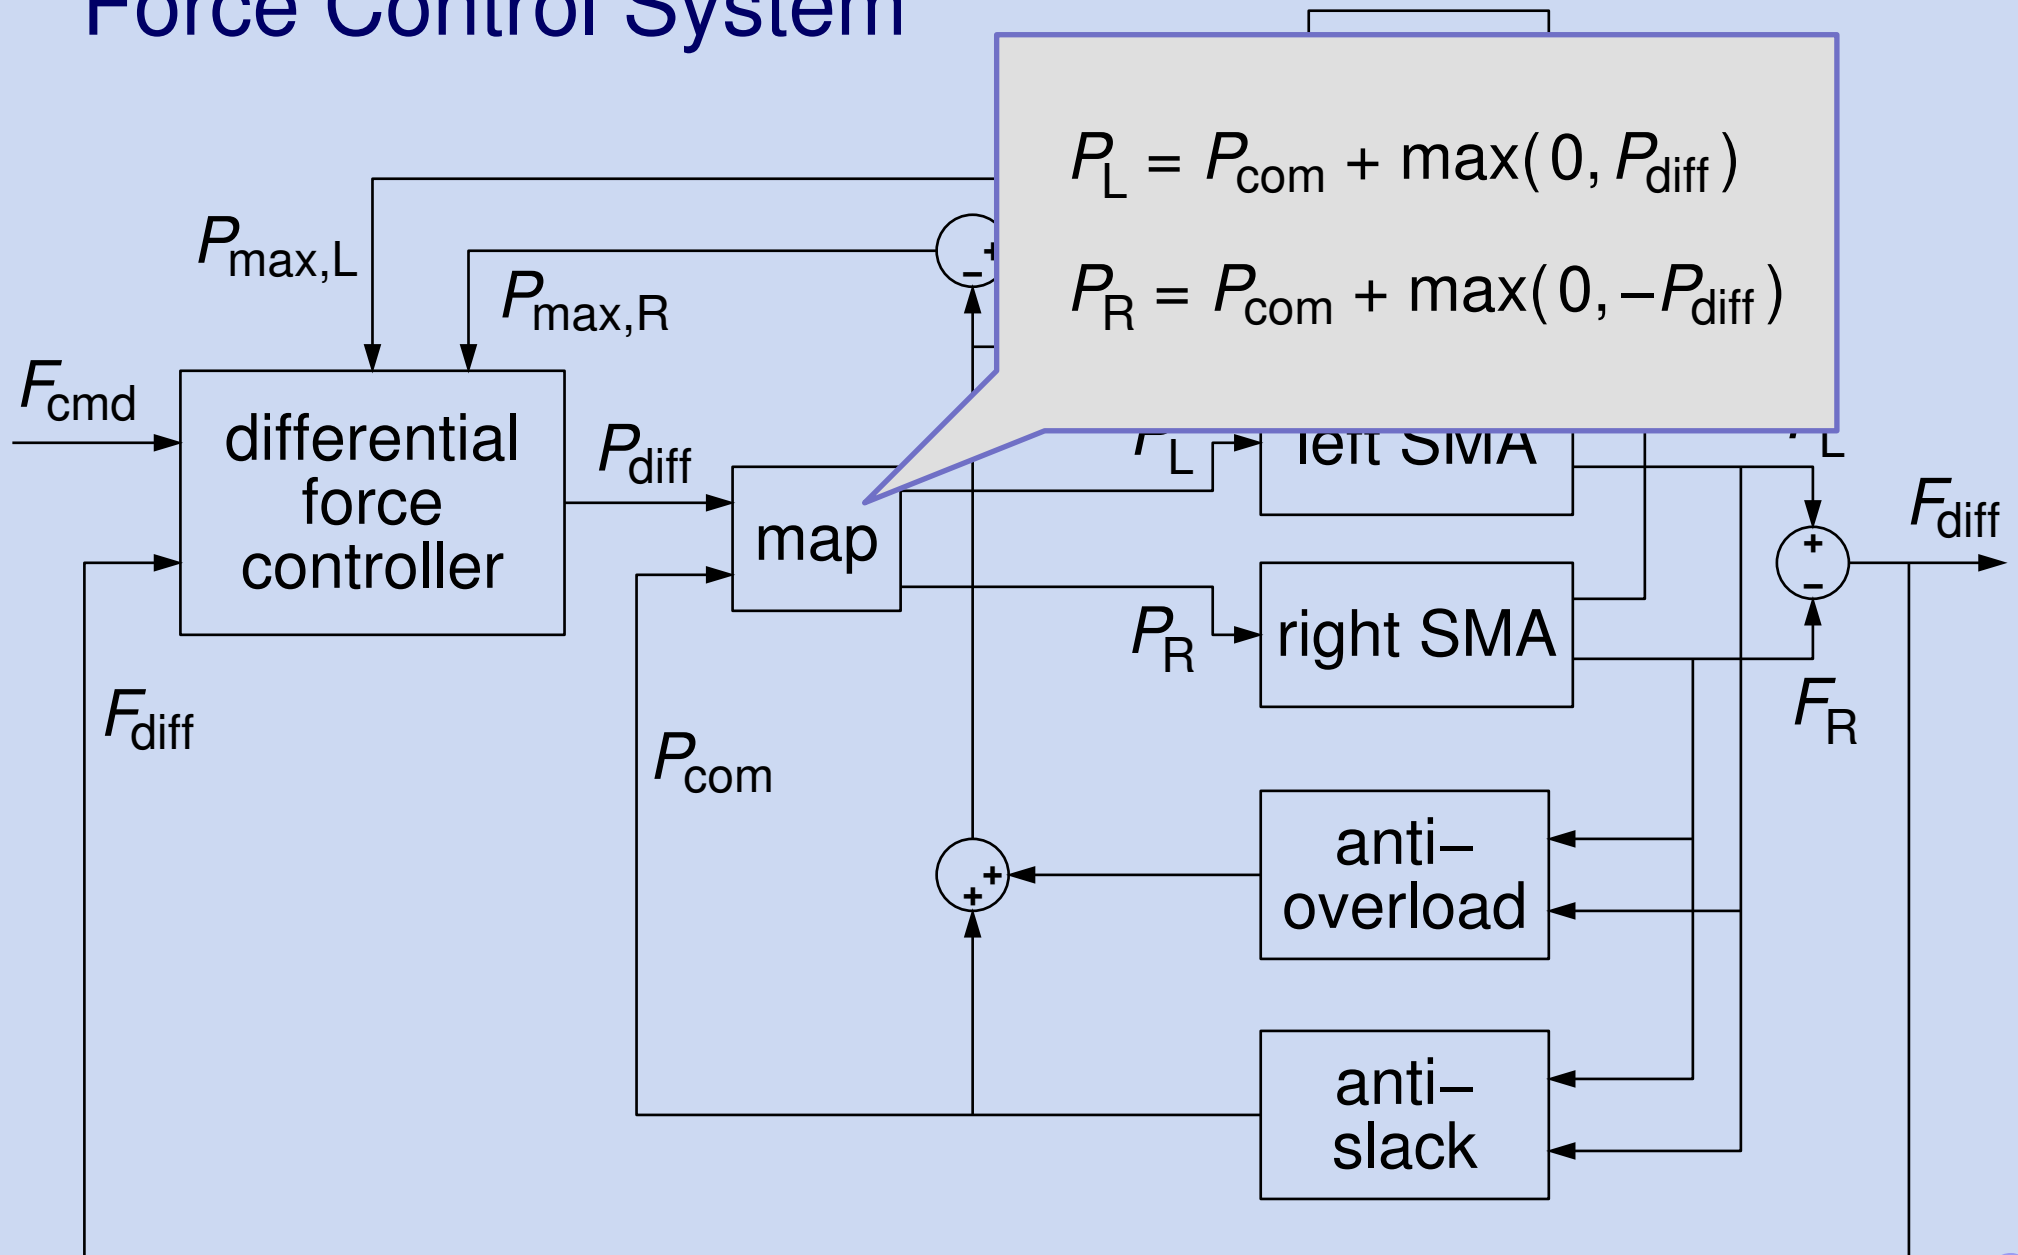 Force Control System
P_L = P_com + max( 0, P_diff )
P_R = P_com + max( 0, –P_diff )
P_max,L
P_max,R
F_cmd
differential
force
controller
P_diff
map
P_L
left SMA
L
F_diff
+
–
+
–
P_R
right SMA
F_R
F_diff
P_com
anti–
overload
+
+
anti–
slack